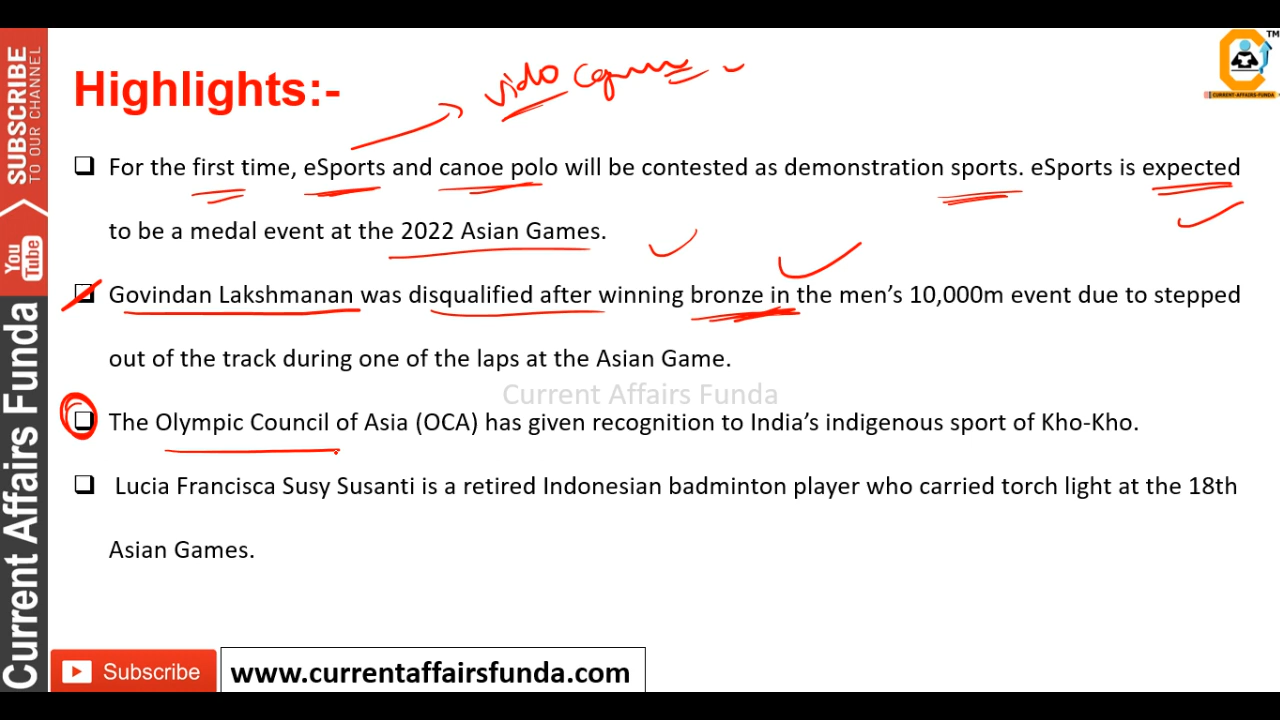 SUBSCRIBE
TO OUR CHANNEL
You
Tube
Current Affairs Funda
TM
CURRENT-AFFAIRS-FUNDA
Highlights:-
vido
For the first time, eSports and canoe polo will be contested as demonstration sports. eSports is expected
to be a medal event at the 2022 Asian Games.
Govindan Lakshmanan was disqualified after winning bronze in the men’s 10,000m event due to stepped
out of the track during one of the laps at the Asian Game.
Current Affairs Funda
The Olympic Council of Asia (OCA) has given recognition to India’s indigenous sport of Kho-Kho.
Lucia Francisca Susy Susanti is a retired Indonesian badminton player who carried torch light at the 18th
Asian Games.
Subscribe
www.currentaffairsfunda.com